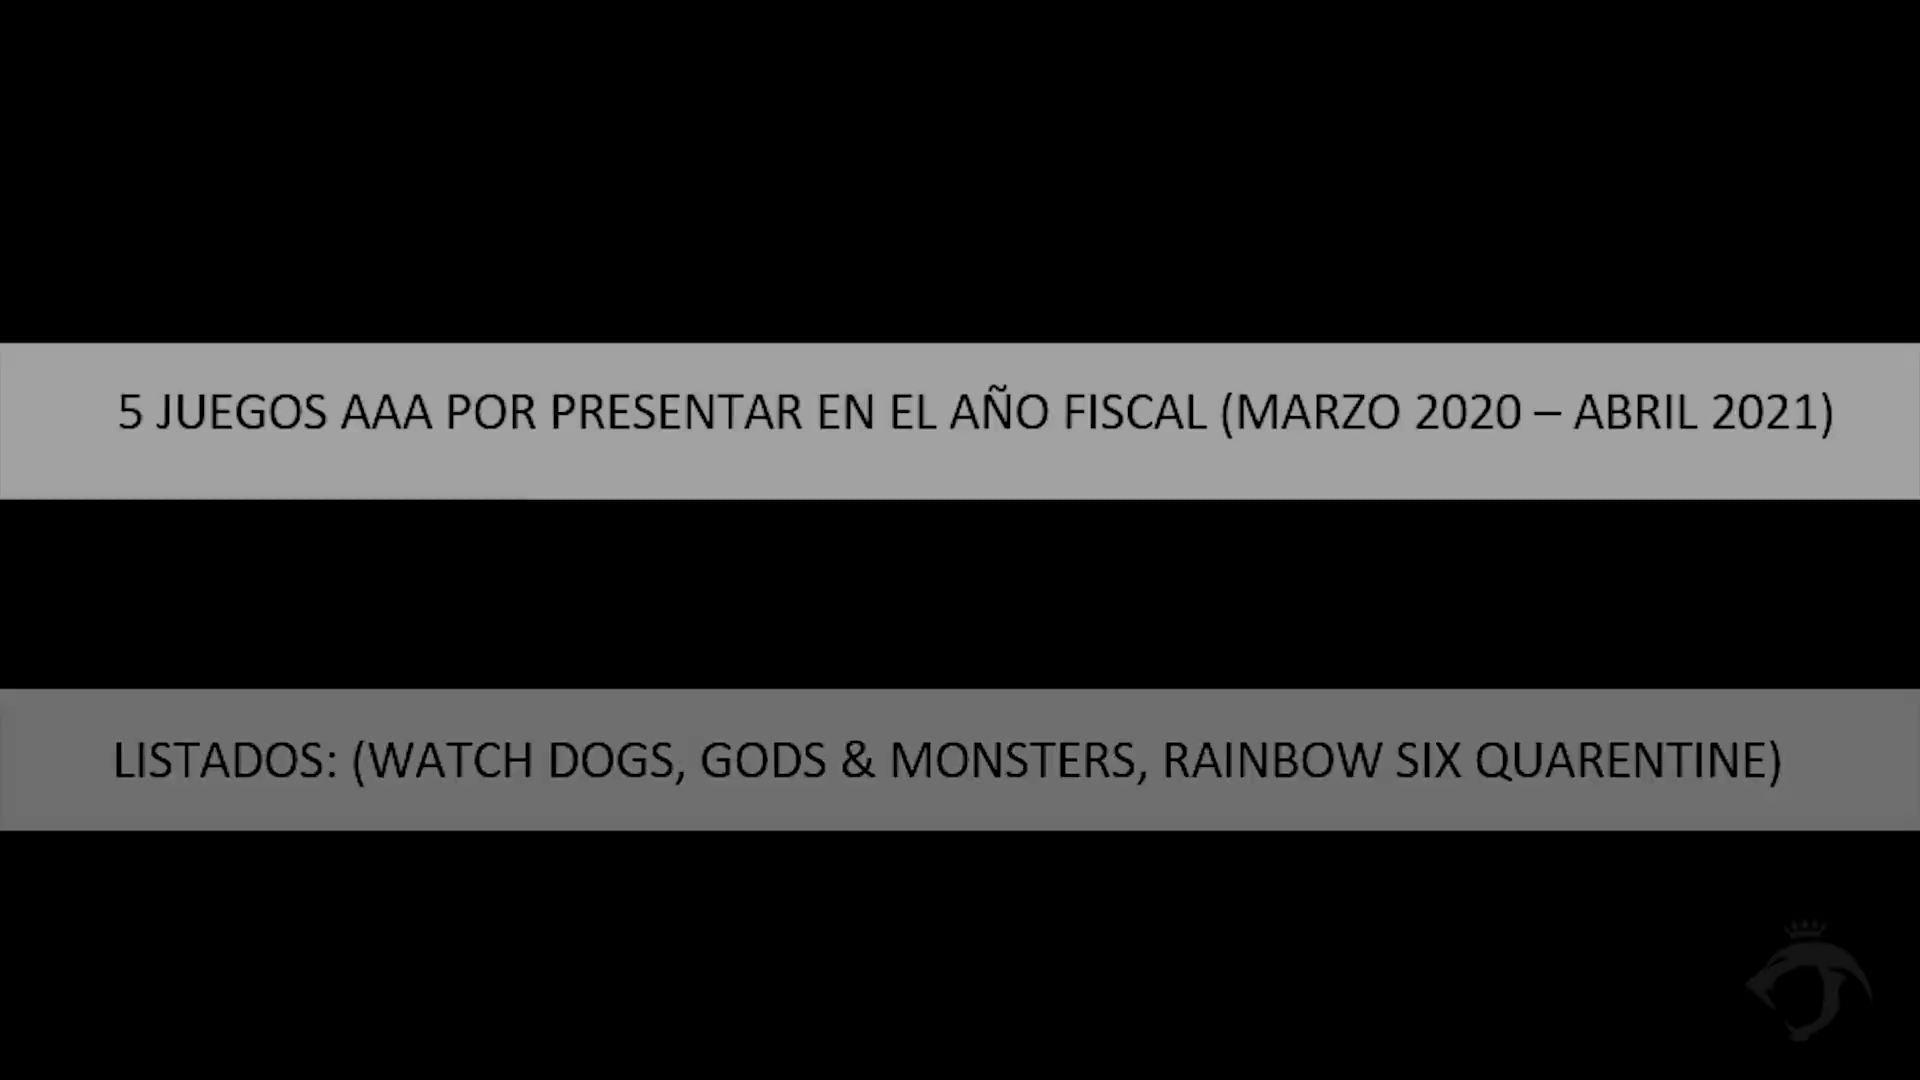 5 JUEGOS AAA POR PRESENTAR EN EL AÑO FISCAL (MARZO 2020 – ABRIL 2021)
LISTADOS: (WATCH DOGS, GODS & MONSTERS, RAINBOW SIX QUARENTINE)